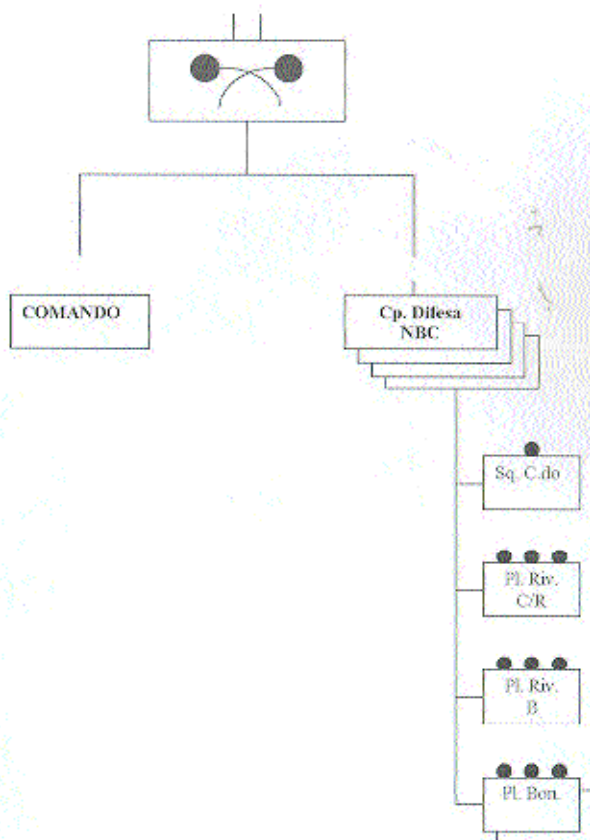 COMANDO
Cp. Difesa
NBC
Sq. C.do
Pl. Riv.
C/R
Pl. Riv.
B
Pl. Bon.